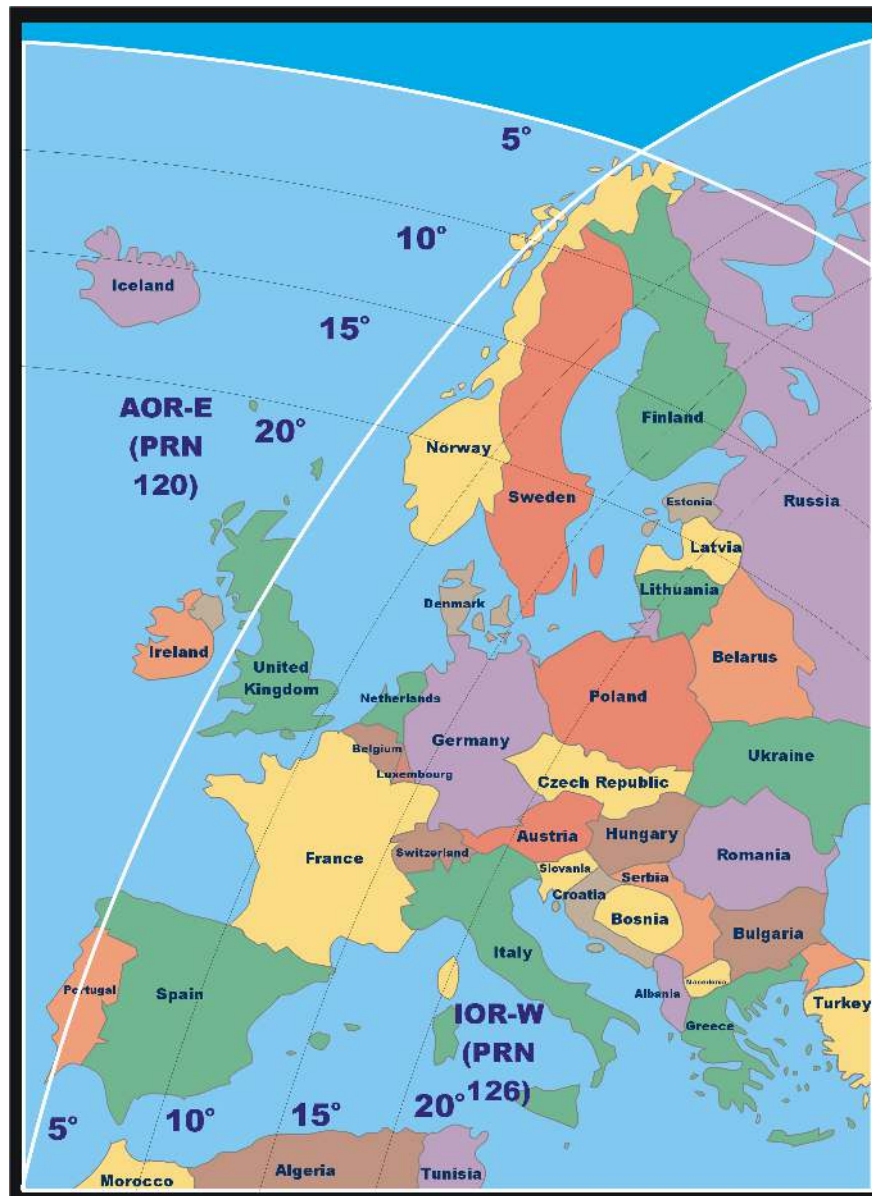 5°
10°
Iceland
15°
AOR-E
(PRN
120)
20°
Finland
Norway
Sweden
Estonia
Russia
Latvia
Lithuania
Denmark
Ireland
Belarus
United
Kingdom
Netherlands
Poland
Germany
Belgium
Ukraine
Luxembourg
Czech Republic
Austria
Hungary
France
Switzerland
Romania
Slovania
Serbia
Croatia
Bosnia
Bulgaria
Italy
Portugal
Spain
Macedonia
Albania
Turkey
IOR-W
(PRN
126)
Greece
5°
10°
15°
20°
Morocco
Algeria
Tunisia